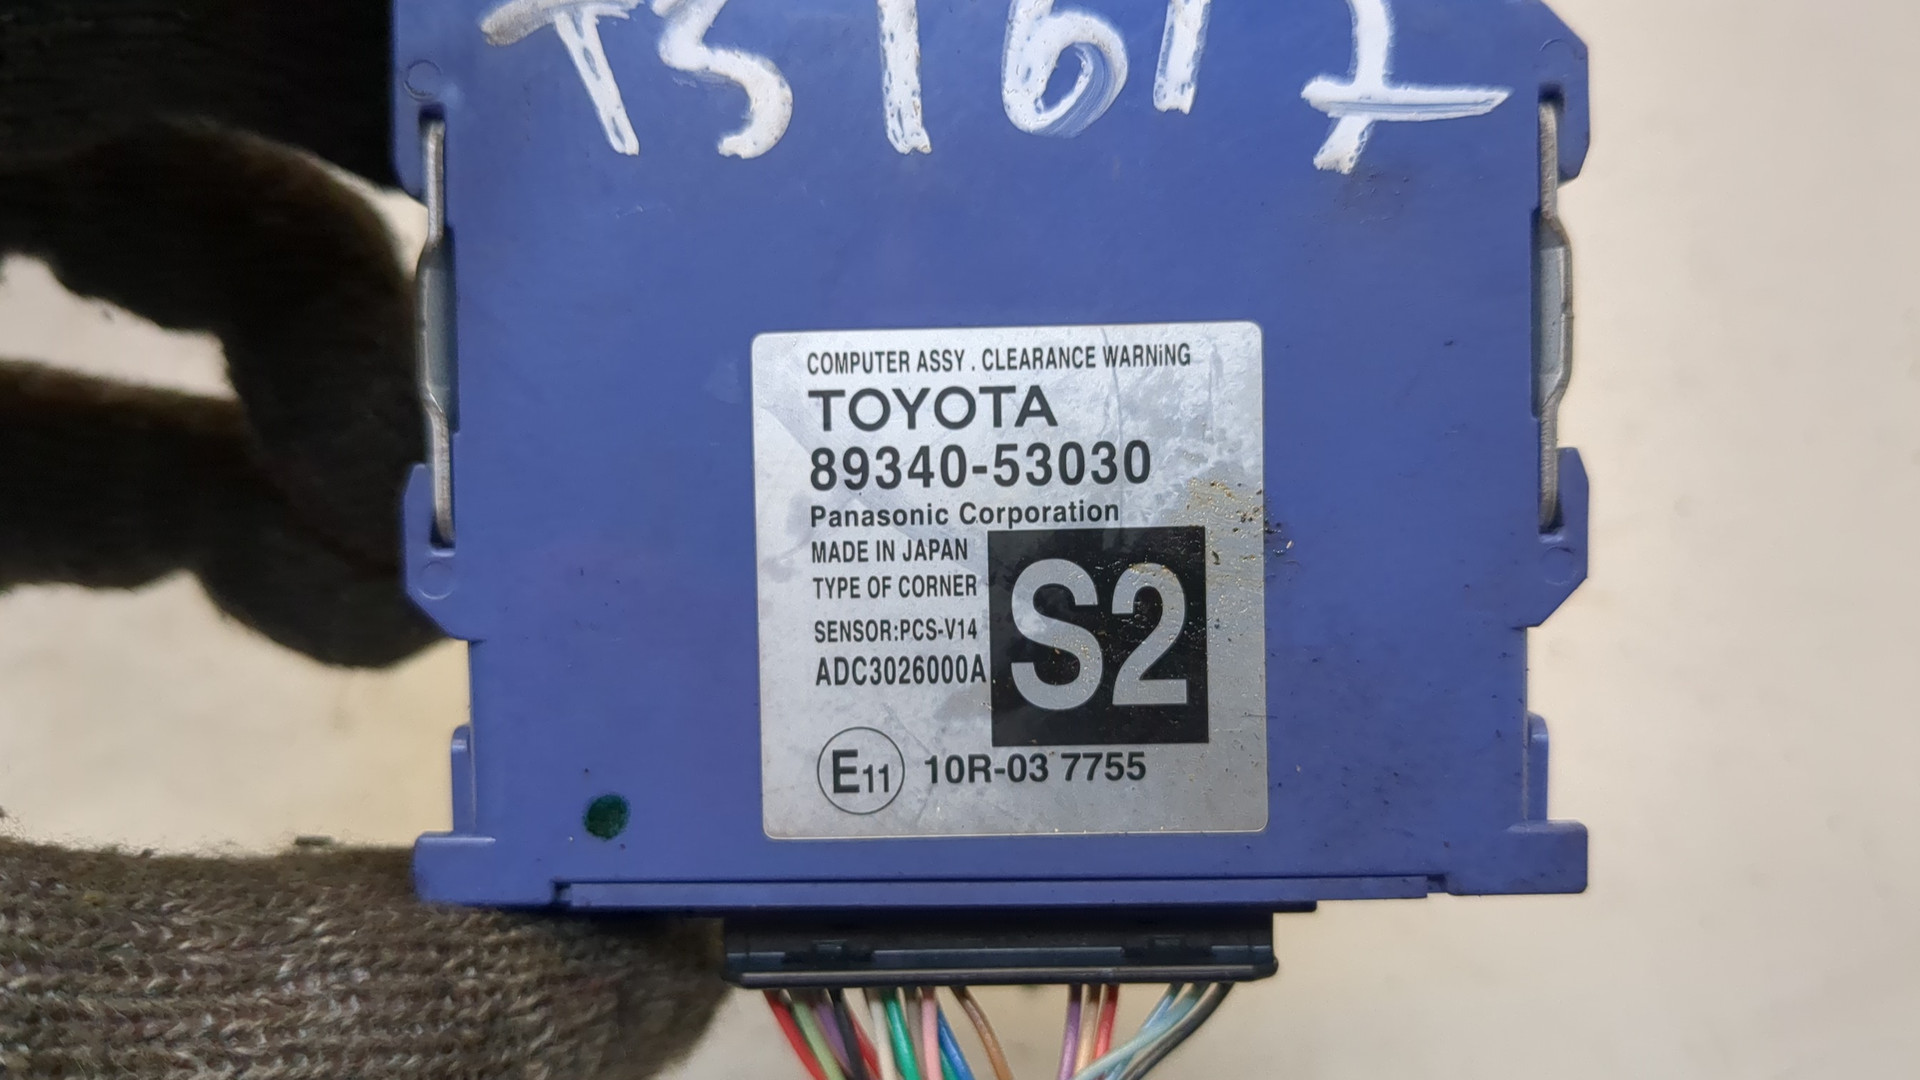 TS1617
COMPUTER ASSY . CLEARANCE WARNiNG
TOYOTA
89340-53030
Panasonic Corporation
MADE IN JAPAN
TYPE OF CORNER
SENSOR:PCS-V14
ADC3026000A
S2
E11 10R-03 7755